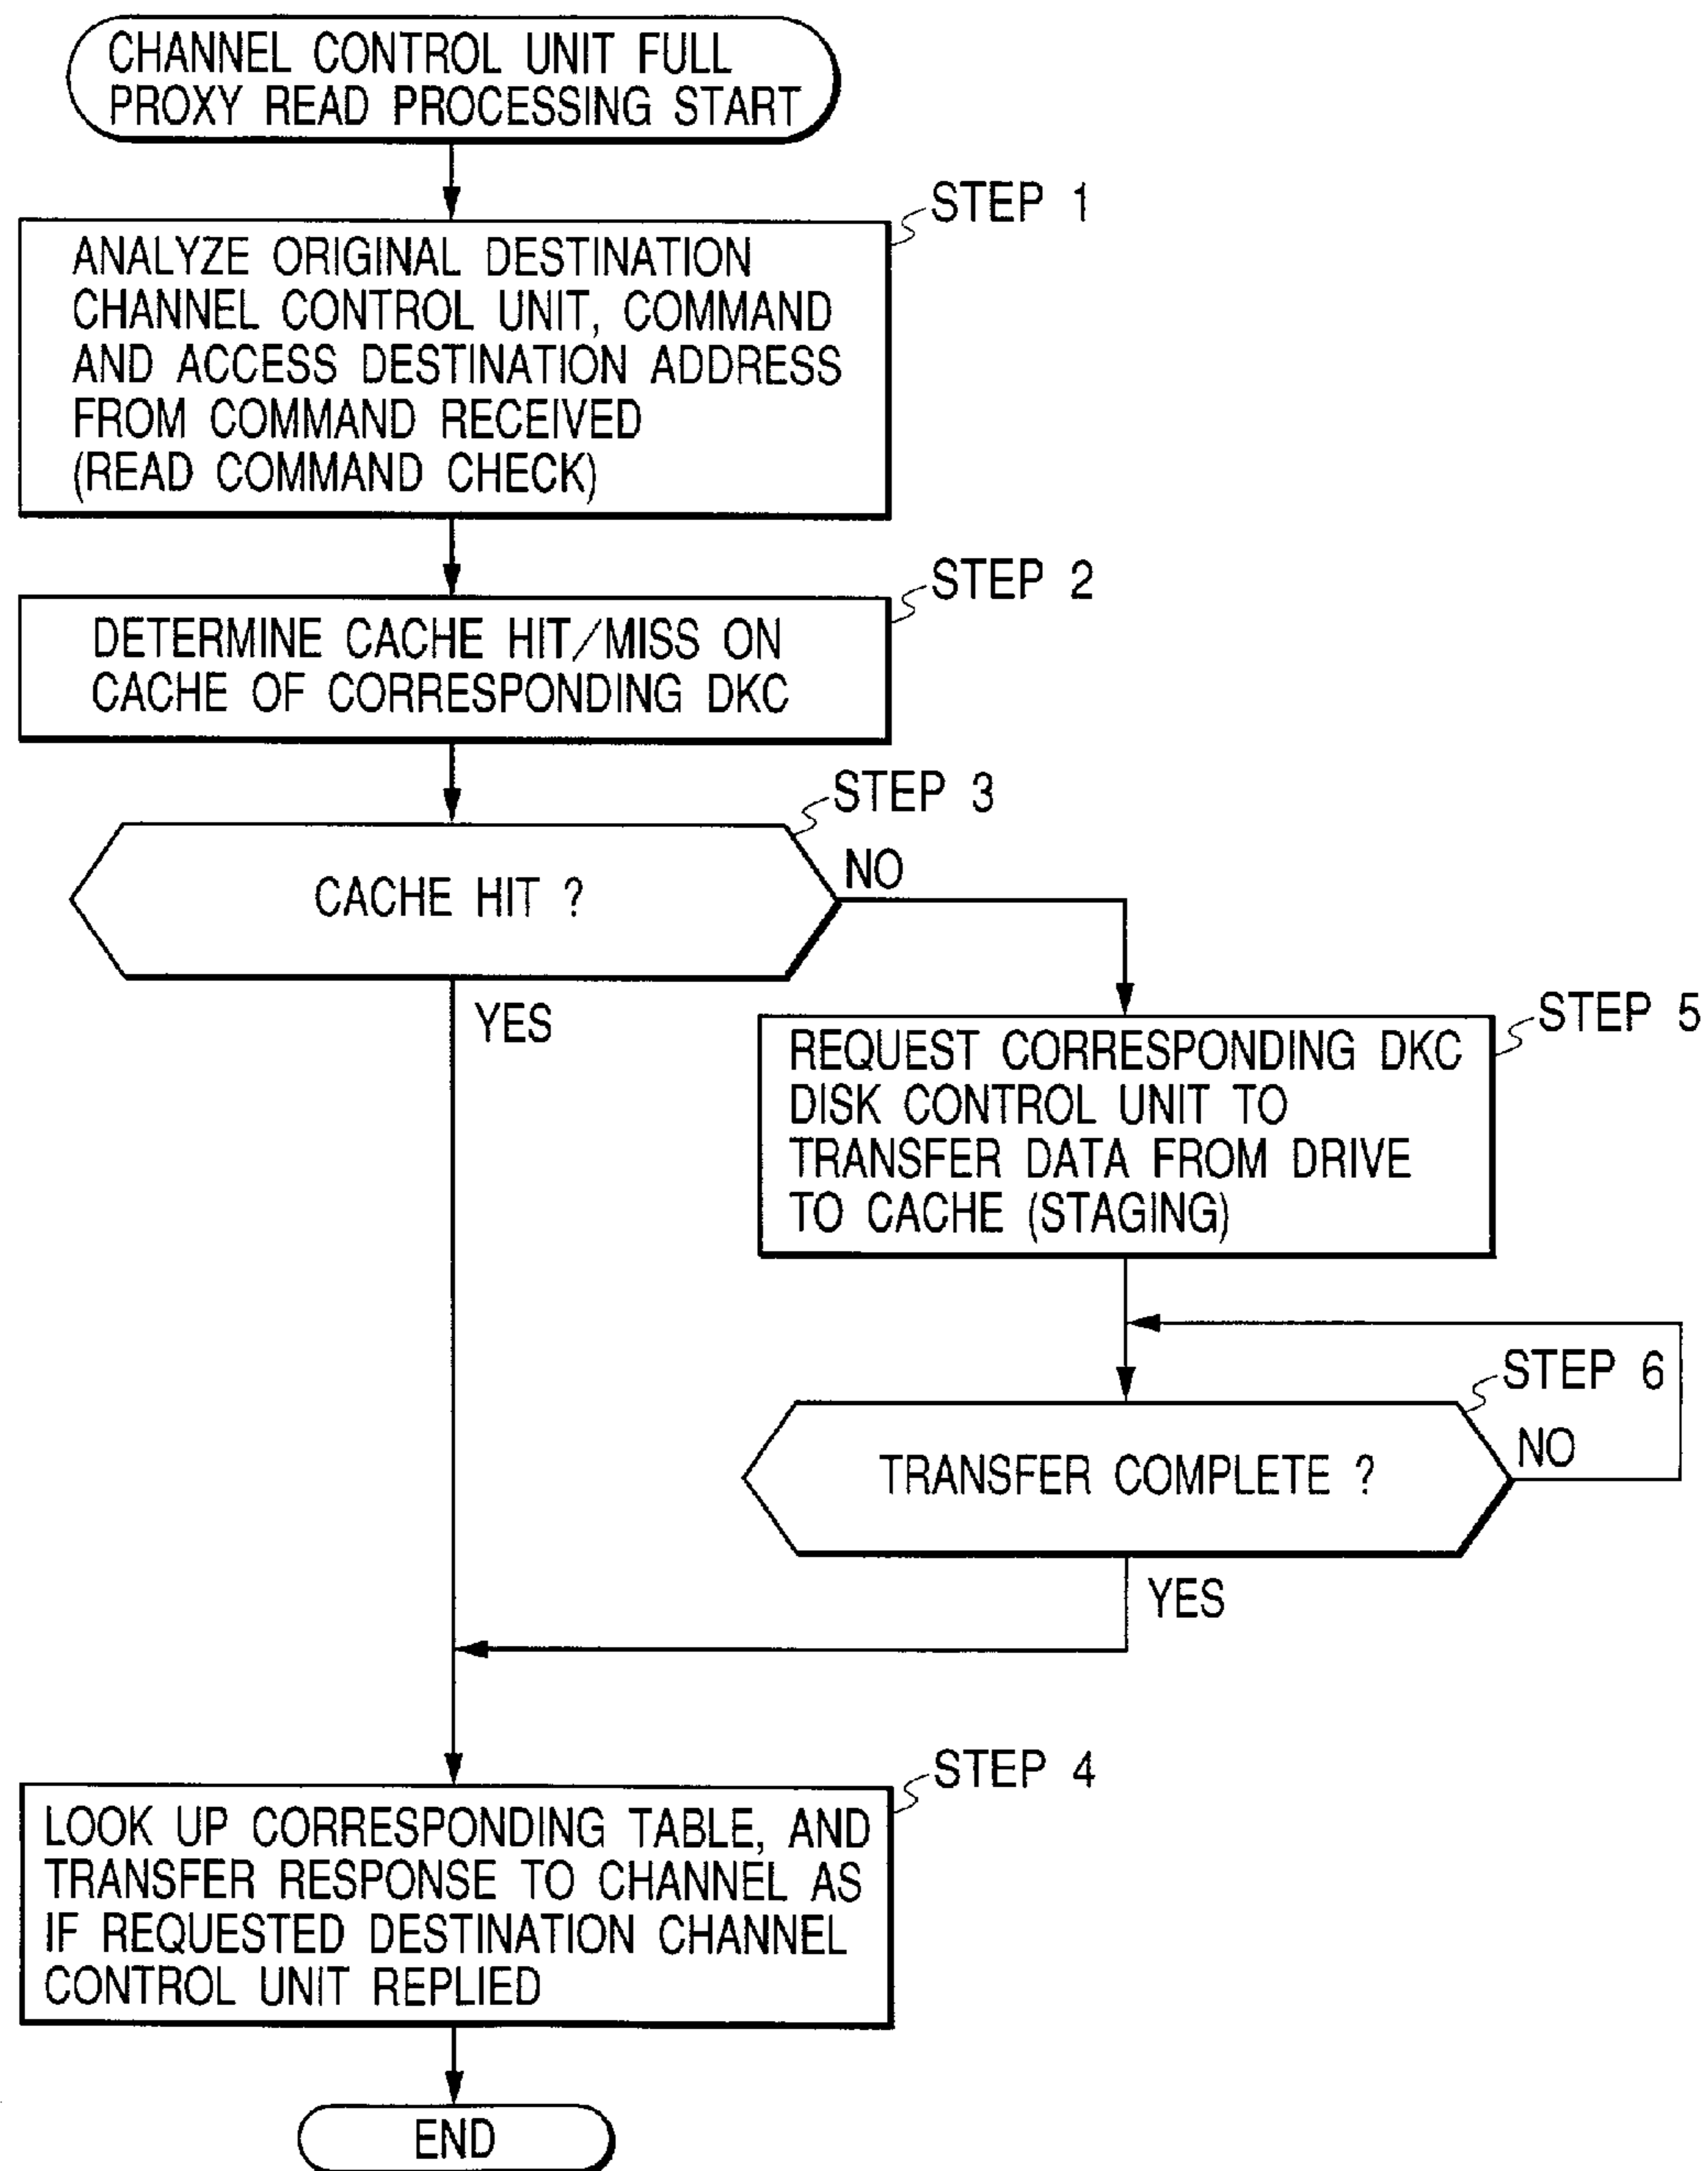 CHANNEL CONTROL UNIT FULL
PROXY READ PROCESSING START
STEP 1
ANALYZE ORIGINAL DESTINATION
CHANNEL CONTROL UNIT, COMMAND
AND ACCESS DESTINATION ADDRESS
FROM COMMAND RECEIVED
(READ COMMAND CHECK)
STEP 2
DETERMINE CACHE HIT/MISS ON
CACHE OF CORRESPONDING DKC
STEP 3
CACHE HIT ?
NO
YES
STEP 5
REQUEST CORRESPONDING DKC
DISK CONTROL UNIT TO
TRANSFER DATA FROM DRIVE
TO CACHE (STAGING)
STEP 6
TRANSFER COMPLETE ?
NO
YES
STEP 4
LOOK UP CORRESPONDING TABLE, AND
TRANSFER RESPONSE TO CHANNEL AS
IF REQUESTED DESTINATION CHANNEL
CONTROL UNIT REPLIED
END